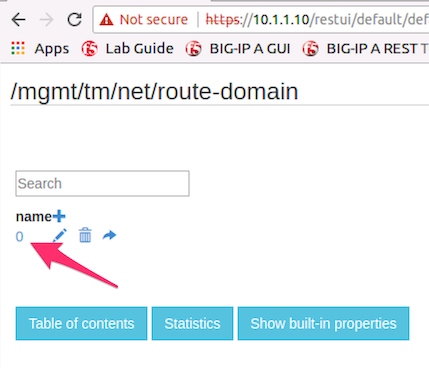 Not secure | https://10.1.1.10/restui/default/def
Apps Lab Guide BIG-IP A GUI BIG-IP A REST T
/mgmt/tm/net/route-domain
Search
name
0
Table of contents Statistics Show built-in properties